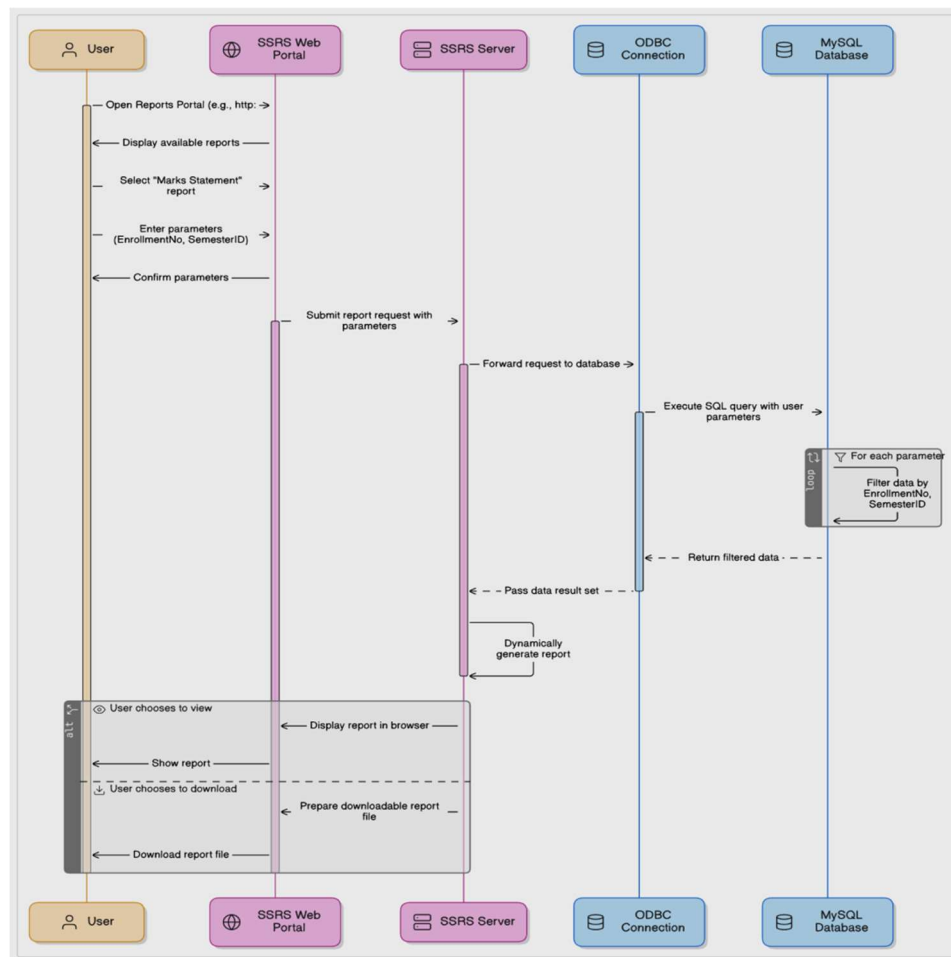 User
SSRS Web
Portal
SSRS Server
ODBC
Connection
MySQL
Database
Open Reports Portal (e.g., http:
Display available reports
Select "Marks Statement"
report
Enter parameters
(EnrollmentNo, SemesterID)
Confirm parameters
Submit report request with
parameters
Forward request to database
Execute SQL query with user
parameters
loop
For each parameter
Filter data by
EnrollmentNo,
SemesterID
Return filtered data
Pass data result set
Dynamically
generate report
alt
User chooses to view
Display report in browser
Show report
User chooses to download
Prepare downloadable report
file
Download report file
User
SSRS Web
Portal
SSRS Server
ODBC
Connection
MySQL
Database